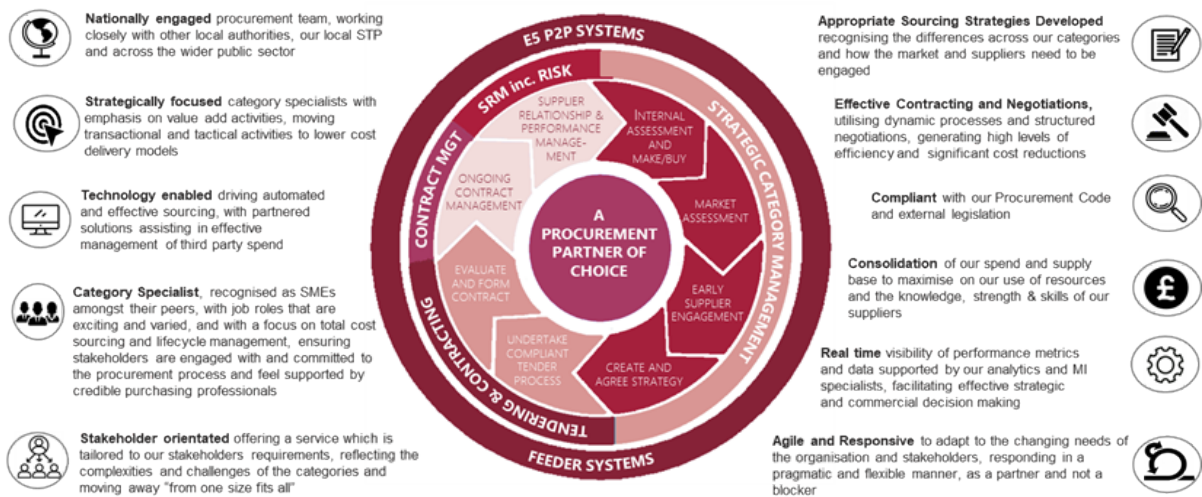 Nationally engaged procurement team, working
closely with other local authorities, our local STP
and across the wider public sector
Strategically focused category specialists with
emphasis on value add activities, moving
transactional and tactical activities to lower cost
delivery models
Technology enabled driving automated
and effective sourcing, with partnered
solutions assisting in effective
management of third party spend
Category Specialist, recognised as SMEs
amongst their peers, with job roles that are
exciting and varied, and with a focus on total cost
sourcing and lifecycle management, ensuring
stakeholders are engaged with and committed to
the procurement process and feel supported by
credible purchasing professionals
Stakeholder orientated offering a service which is
tailored to our stakeholders requirements, reflecting the
complexities and challenges of the categories and
moving away "from one size fits all"
E5 P2P SYSTEMS
SRM inc. RISK
STRATEGIC CATEGORY MANAGEMENT
CONTRACT MGT
TENDERING & CONTRACTING
FEEDER SYSTEMS
SUPPLIER
RELATIONSHIP &
PERFORMANCE
MANAGE-
MENT
INTERNAL
ASSESSMENT
AND
MAKE/BUY
ONGOING
CONTRACT
MANAGEMENT
MARKET
ASSESSMENT
EVALUATE
AND FORM
CONTRACT
EARLY
SUPPLIER
ENGAGEMENT
UNDERTAKE
COMPLIANT
TENDER
PROCESS
CREATE AND
AGREE STRATEGY
A
PROCUREMENT
PARTNER OF
CHOICE
Appropriate Sourcing Strategies Developed
recognising the differences across our categories
and how the market and suppliers need to be
engaged
Effective Contracting and Negotiations,
utilising dynamic processes and structured
negotiations, generating high levels of
efficiency and significant cost reductions
Compliant with our Procurement Code
and external legislation
Consolidation of our spend and supply
base to maximise on our use of resources
and the knowledge, strength & skills of our
suppliers
£
Real time visibility of performance metrics
and data supported by our analytics and MI
specialists, facilitating effective strategic
and commercial decision making
Agile and Responsive to adapt to the changing needs of
the organisation and stakeholders, responding in a
pragmatic and flexible manner, as a partner and not a
blocker